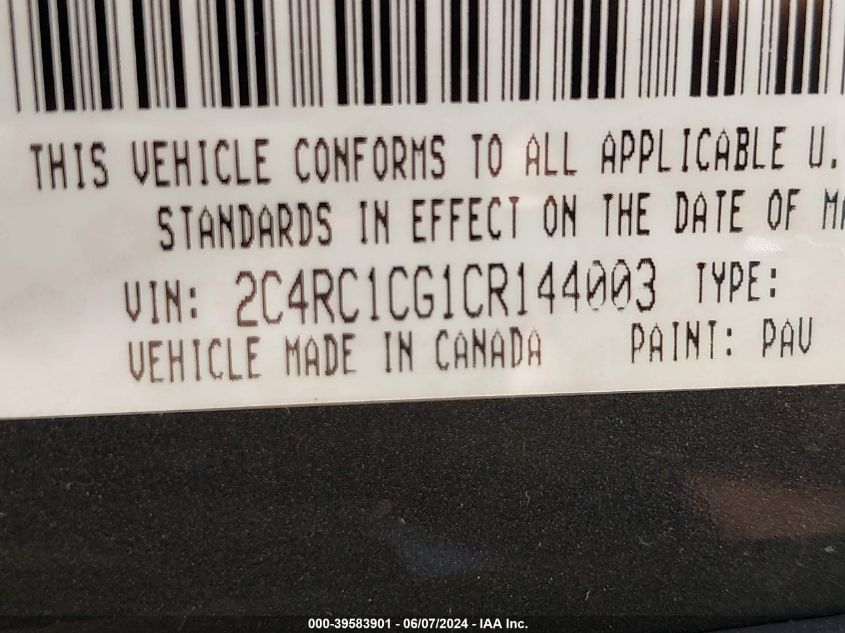 THIS VEHICLE CONFORMS TO ALL APPLICABLE U.
STANDARDS IN EFFECT ON THE DATE OF
VIN: 2C4RC1CG1CR144003 TYPE:
VEHICLE MADE IN CANADA PAINT: PAV
000-39583901 - 06/07/2024 - IAA Inc.